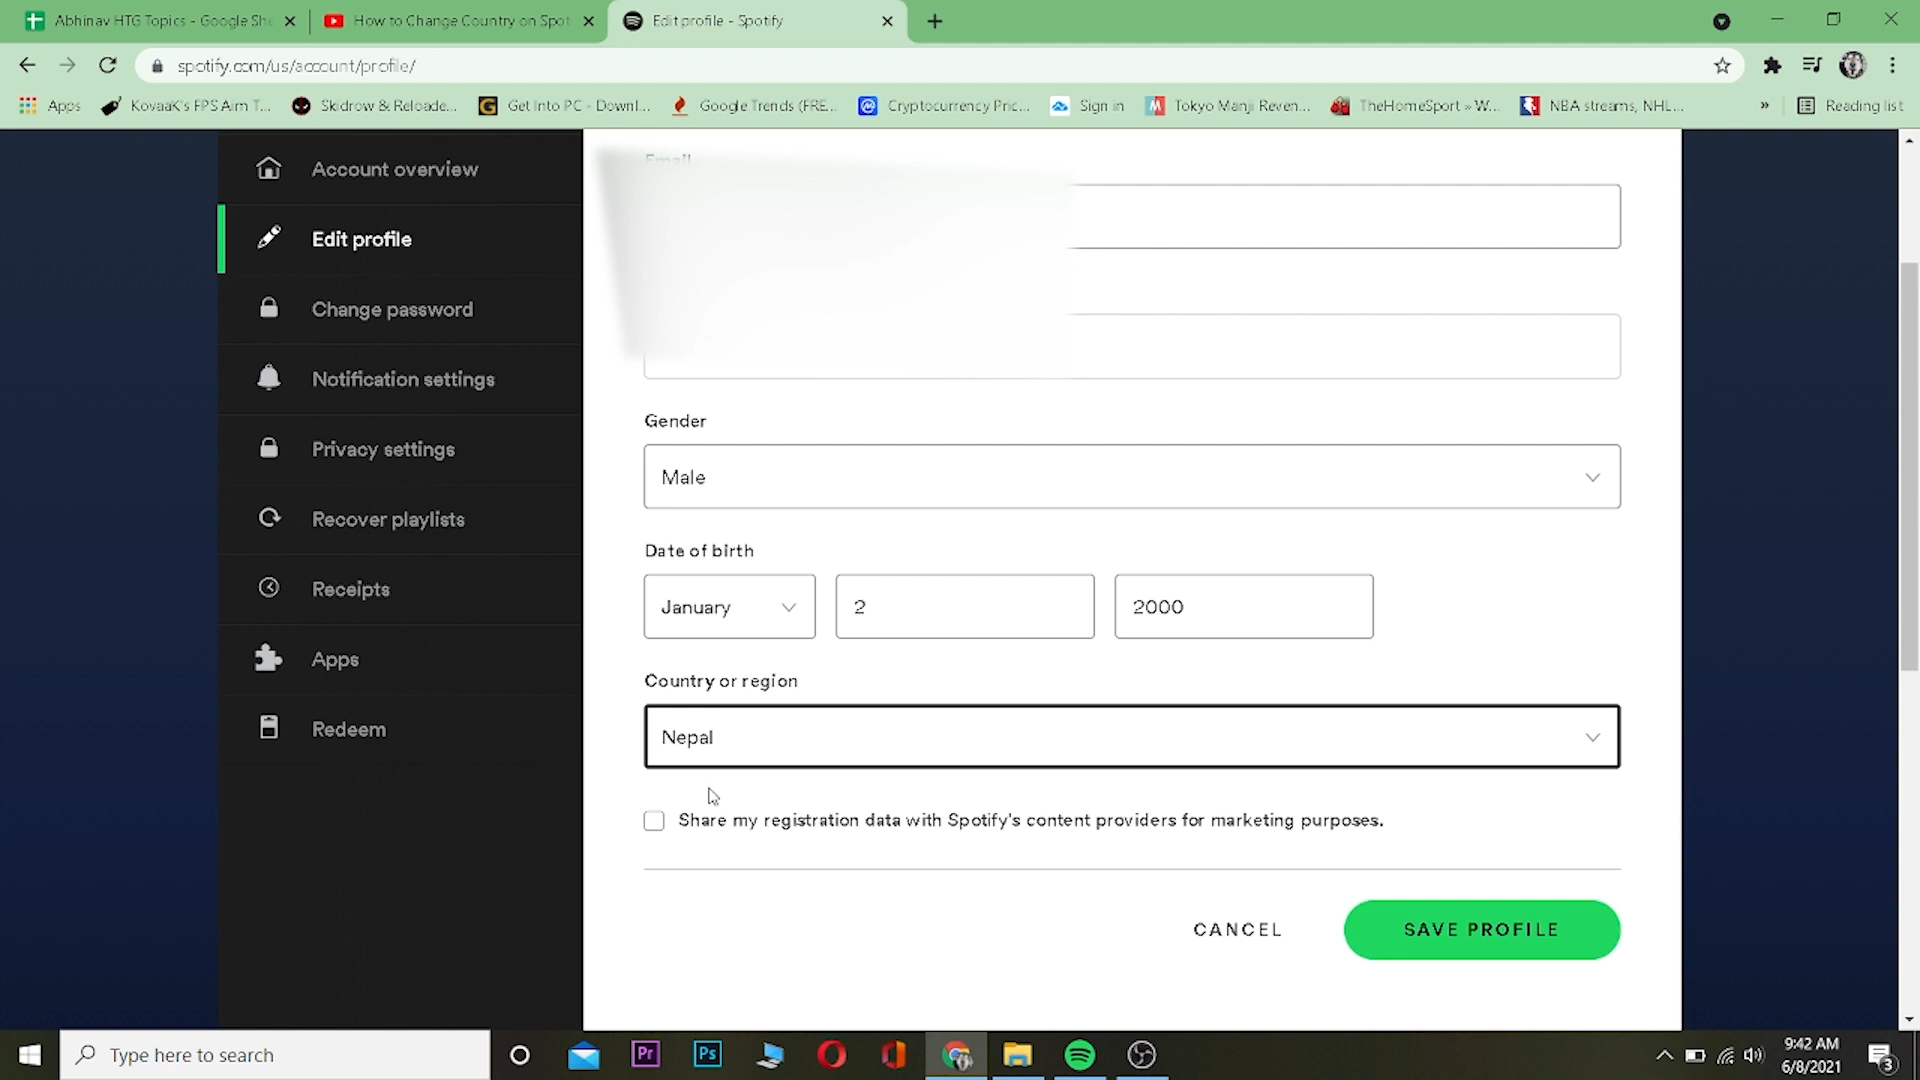 Abhinav HTG Topics - Google She
How to Change Country on Spot
Edit profile - Spotify
spotify.com/us/account/profile/
Apps
KovaaK's FPS Aim T...
Skidrow & Reloade...
Get Into PC - Downl...
Google Trends (FRE...
Cryptocurrency Pric...
Sign in
Tokyo Manji Reven...
TheHomeSport » W...
NBA streams, NHL...
»
Reading list
Account overview
Edit profile
Change password
Notification settings
Privacy settings
Recover playlists
Receipts
Apps
Redeem
Email
Gender
Male
Date of birth
January 2 2000
Country or region
Nepal
Share my registration data with Spotify's content providers for marketing purposes.
CANCEL
SAVE PROFILE
Type here to search
Pr
Ps
9:42 AM
6/8/2021
3